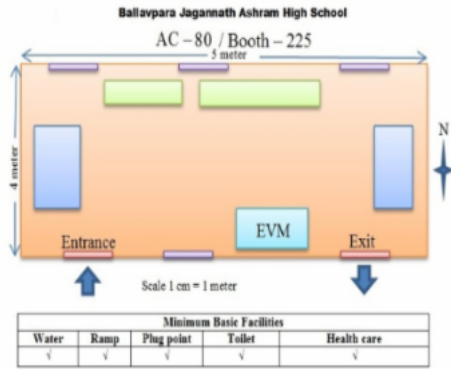 Ballavpara Jagannath Ashram High School
AC – 80 / Booth – 225
5 meter
4 meter
N
EVM
Entrance
Exit
Scale 1 cm = 1 meter
Minimum Basic Facilities
Water Ramp Plug point Toilet Health care
√ √ √ √ √